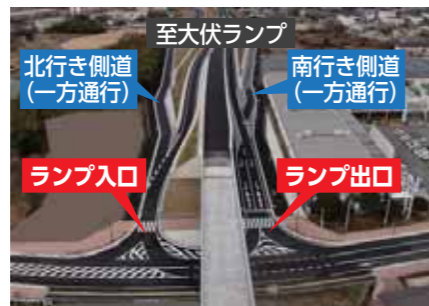 至大伏ランプ
北行き側道
(一方通行)
南行き側道
(一方通行)
ランプ入口
ランプ出口